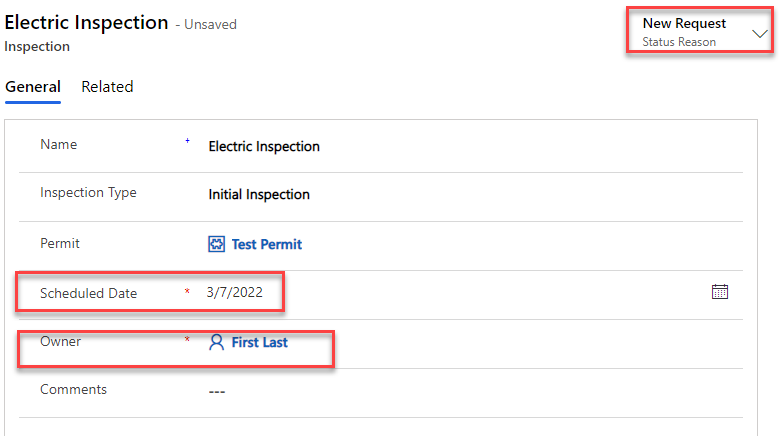 Electric Inspection - Unsaved
Inspection
New Request
Status Reason
General Related
Name + Electric Inspection
Inspection Type Initial Inspection
Permit Test Permit
Scheduled Date * 3/7/2022
Owner * First Last
Comments ---